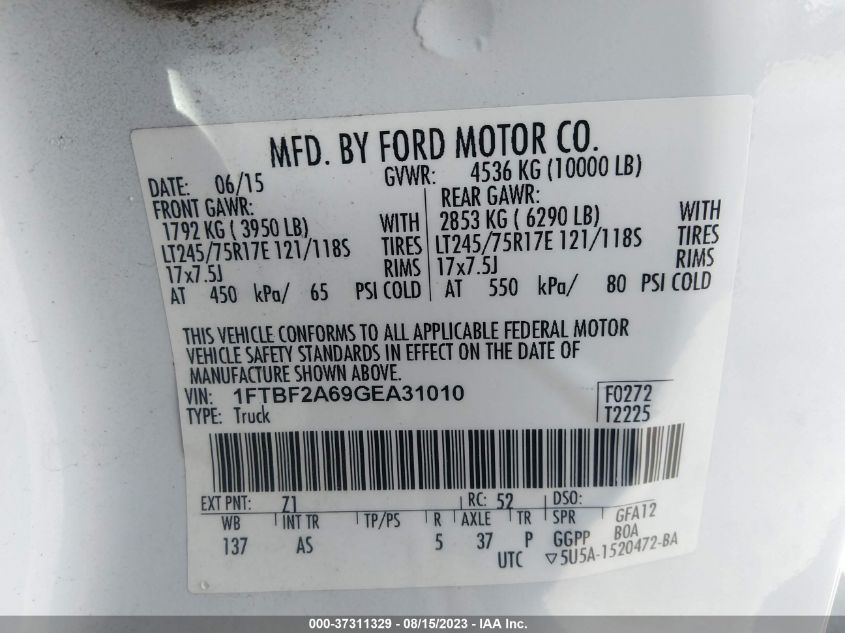 MFD. BY FORD MOTOR CO.
DATE: 06/15 GVWR: 4536 KG (10000 LB)
FRONT GAWR: REAR GAWR:
1792 KG ( 3950 LB) WITH 2853 KG ( 6290 LB) WITH
LT245/75R17E 121/118S TIRES LT245/75R17E 121/118S TIRES
17x7.5J RIMS 17x7.5J RIMS
AT 450 kPa/ 65 PSI COLD AT 550 kPa/ 80 PSI COLD
THIS VEHICLE CONFORMS TO ALL APPLICABLE FEDERAL MOTOR
VEHICLE SAFETY STANDARDS IN EFFECT ON THE DATE OF
MANUFACTURE SHOWN ABOVE.
VIN: 1FTBF2A69GEA31010 F0272
TYPE: Truck T2225
EXT PNT: Z1 RC: 52 DSO:
WB INT TR TP/PS R AXLE TR SPR GFA12
137 AS 5 37 P GGPP BOA
UTC ▽5U5A-1520472-BA
000-37311329 - 08/15/2023 - IAA Inc.